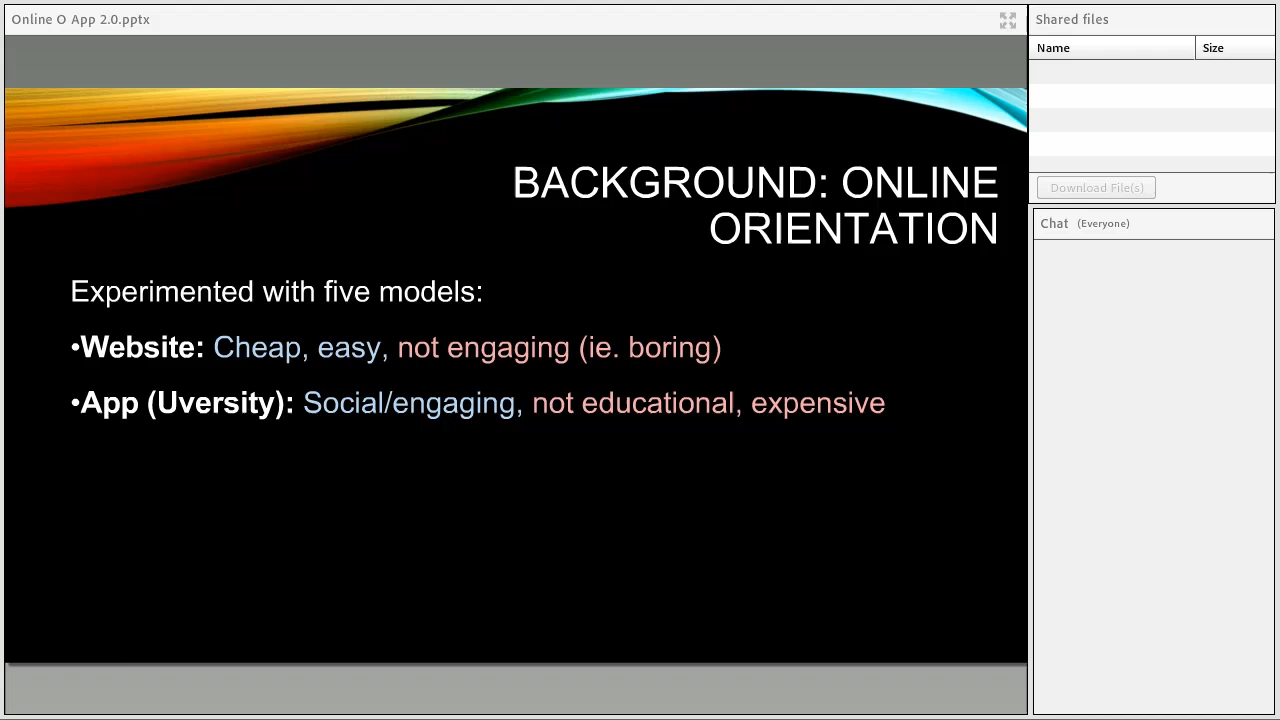 Online O App 2.0.pptx
Shared files
Name Size
Download File(s)
Chat (Everyone)
BACKGROUND: ONLINE
ORIENTATION
Experimented with five models:
•Website: Cheap, easy, not engaging (ie. boring)
•App (Uversity): Social/engaging, not educational, expensive